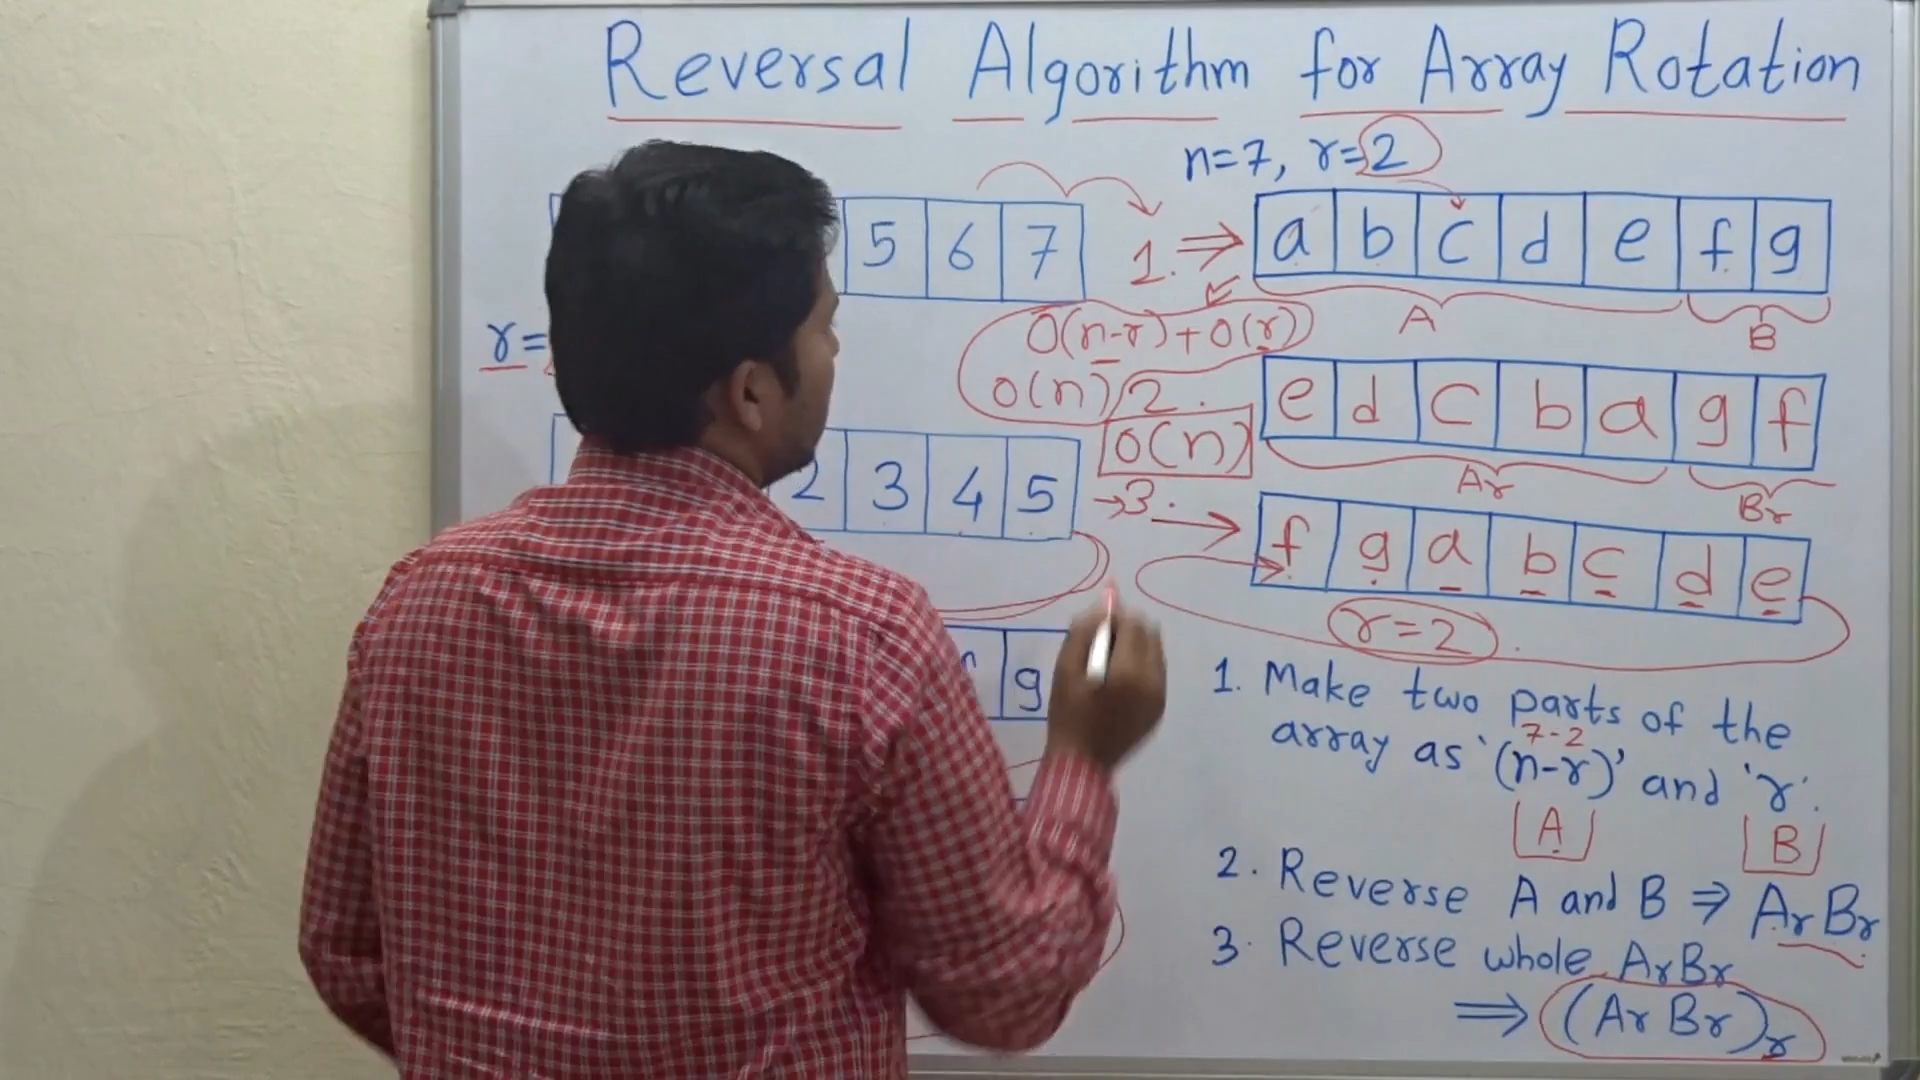 Reversal Algorithm for Array Rotation
n=7, r=2
5 6 7
1. ⇒ a b c d e f g
A B
r=
O(n-r)+O(r)
O(n) 2. e d c b a g f
O(n)
Ar Br
2 3 4 5
→3. → f g a b c d e
r=2
g
1. Make two parts of the
7-2
array as '(n-r)' and 'r'.
A B
2. Reverse A and B ⇒ ArBr
3. Reverse whole ArBr
⇒ (ArBr)r